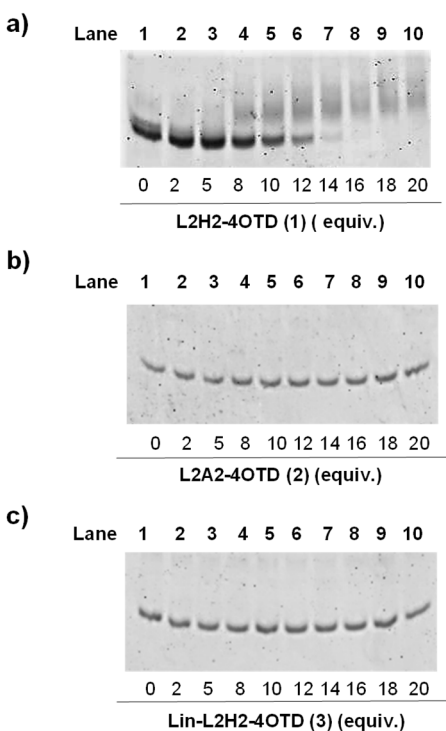 a)
Lane 1 2 3 4 5 6 7 8 9 10
0 2 5 8 10 12 14 16 18 20
L2H2-4OTD (1) ( equiv.)
b)
Lane 1 2 3 4 5 6 7 8 9 10
0 2 5 8 10 12 14 16 18 20
L2A2-4OTD (2) (equiv.)
c)
Lane 1 2 3 4 5 6 7 8 9 10
0 2 5 8 10 12 14 16 18 20
Lin-L2H2-4OTD (3) (equiv.)